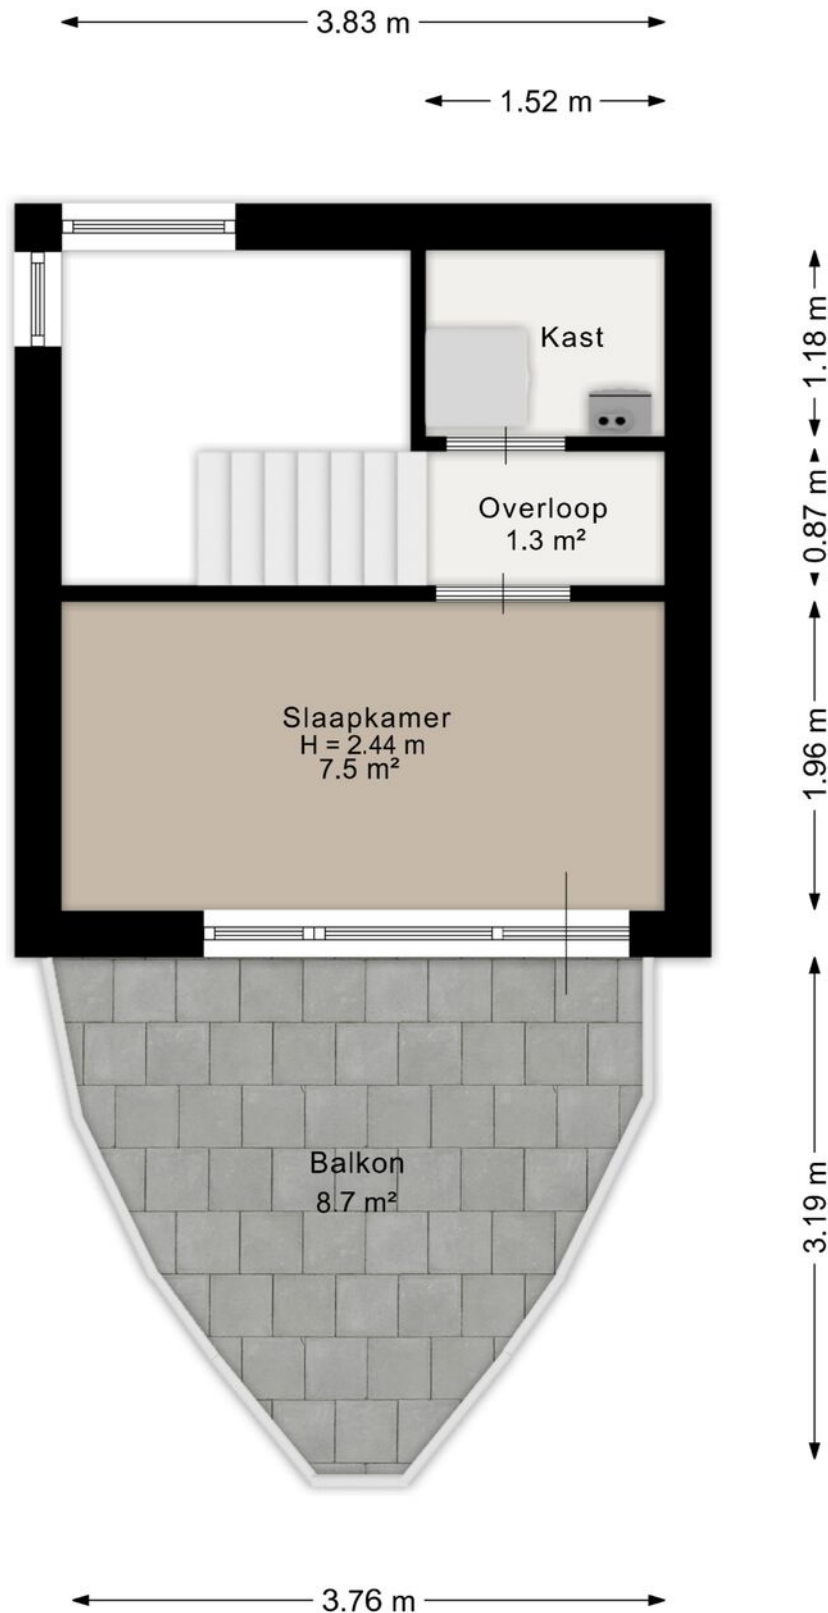 3.83 m
1.52 m
Kast
1.18 m
Overloop
1.3 m²
0.87 m
Slaapkamer
H = 2.44 m
7.5 m²
1.96 m
Balkon
8.7 m²
3.19 m
3.76 m